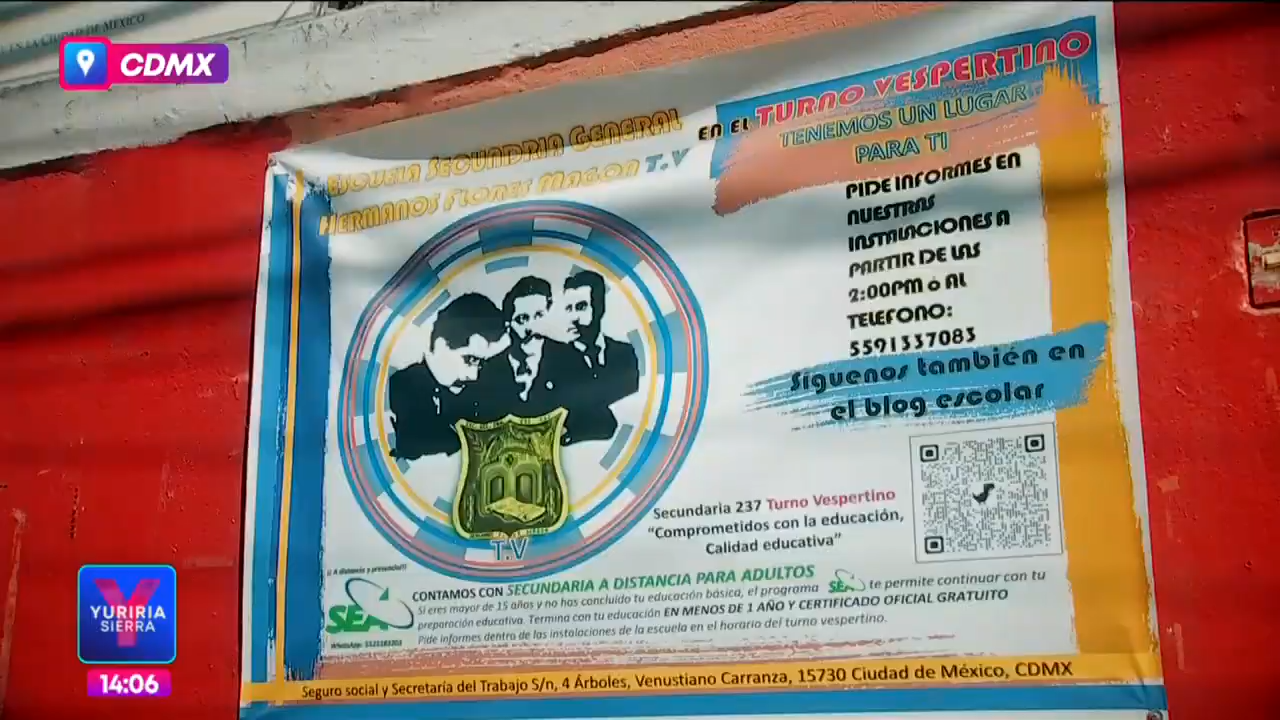 EN LA CIUDAD DE MÉXICO
CDMX
ESCUELA SECUNDRIA GENERAL
HERMANOS FLORES MAGON T.V
EN EL TURNO VESPERTINO
TENEMOS UN LUGAR
PARA TI
PIDE INFORMES EN
NUESTRAS
INSTALACIONES A
PARTIR DE LAS
2:00PM ó AL
TELEFONO:
5591337083
Síguenos también en
el blog escolar
T.V
Secundaria 237 Turno Vespertino
"Comprometidos con la educación,
Calidad educativa"
¡¡ A distancia y presencial!!!
SEA
CONTAMOS CON SECUNDARIA A DISTANCIA PARA ADULTOS
Si eres mayor de 15 años y no has concluido tu educación básica, el programa SEA te permite continuar con tu
preparación educativa. Termina con tu educación EN MENOS DE 1 AÑO Y CERTIFICADO OFICIAL GRATUITO
Pide informes dentro de las instalaciones de la escuela en el horario del turno vespertino.
Seguro social y Secretaría del Trabajo S/n, 4 Árboles, Venustiano Carranza, 15730 Ciudad de México, CDMX
YURIRIA
SIERRA
14:06